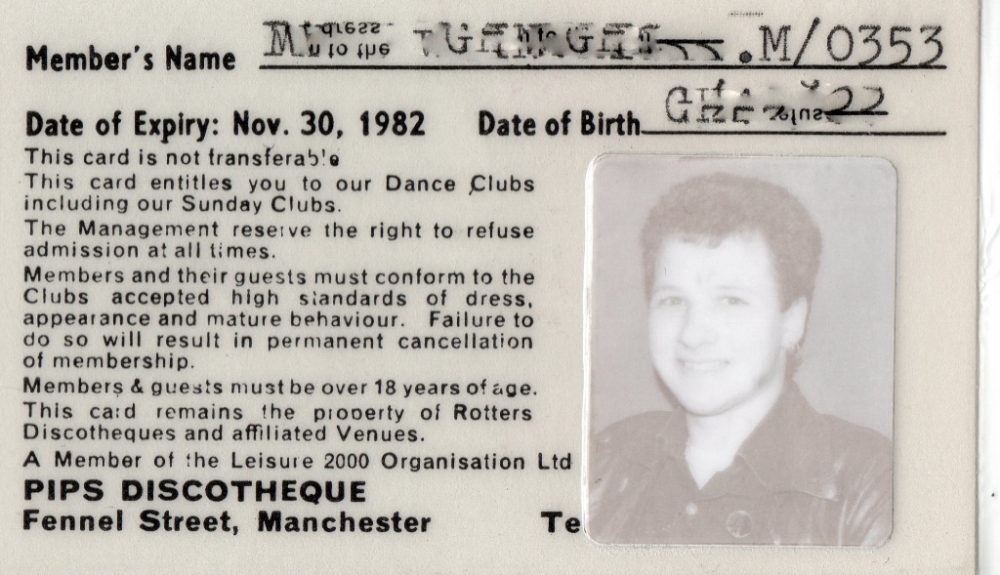 Member's Name .M/0353
Date of Expiry: Nov. 30, 1982 Date of Birth 22
This card is not transferable
This card entitles you to our Dance Clubs
including our Sunday Clubs.
The Management reserve the right to refuse
admission at all times.
Members and their guests must conform to the
Clubs accepted high standards of dress,
appearance and mature behaviour. Failure to
do so will result in permanent cancellation
of membership.
Members & guests must be over 18 years of age.
This card remains the property of Rotters
Discotheques and affiliated Venues.
A Member of the Leisure 2000 Organisation Ltd
PIPS DISCOTHEQUE
Fennel Street, Manchester Te